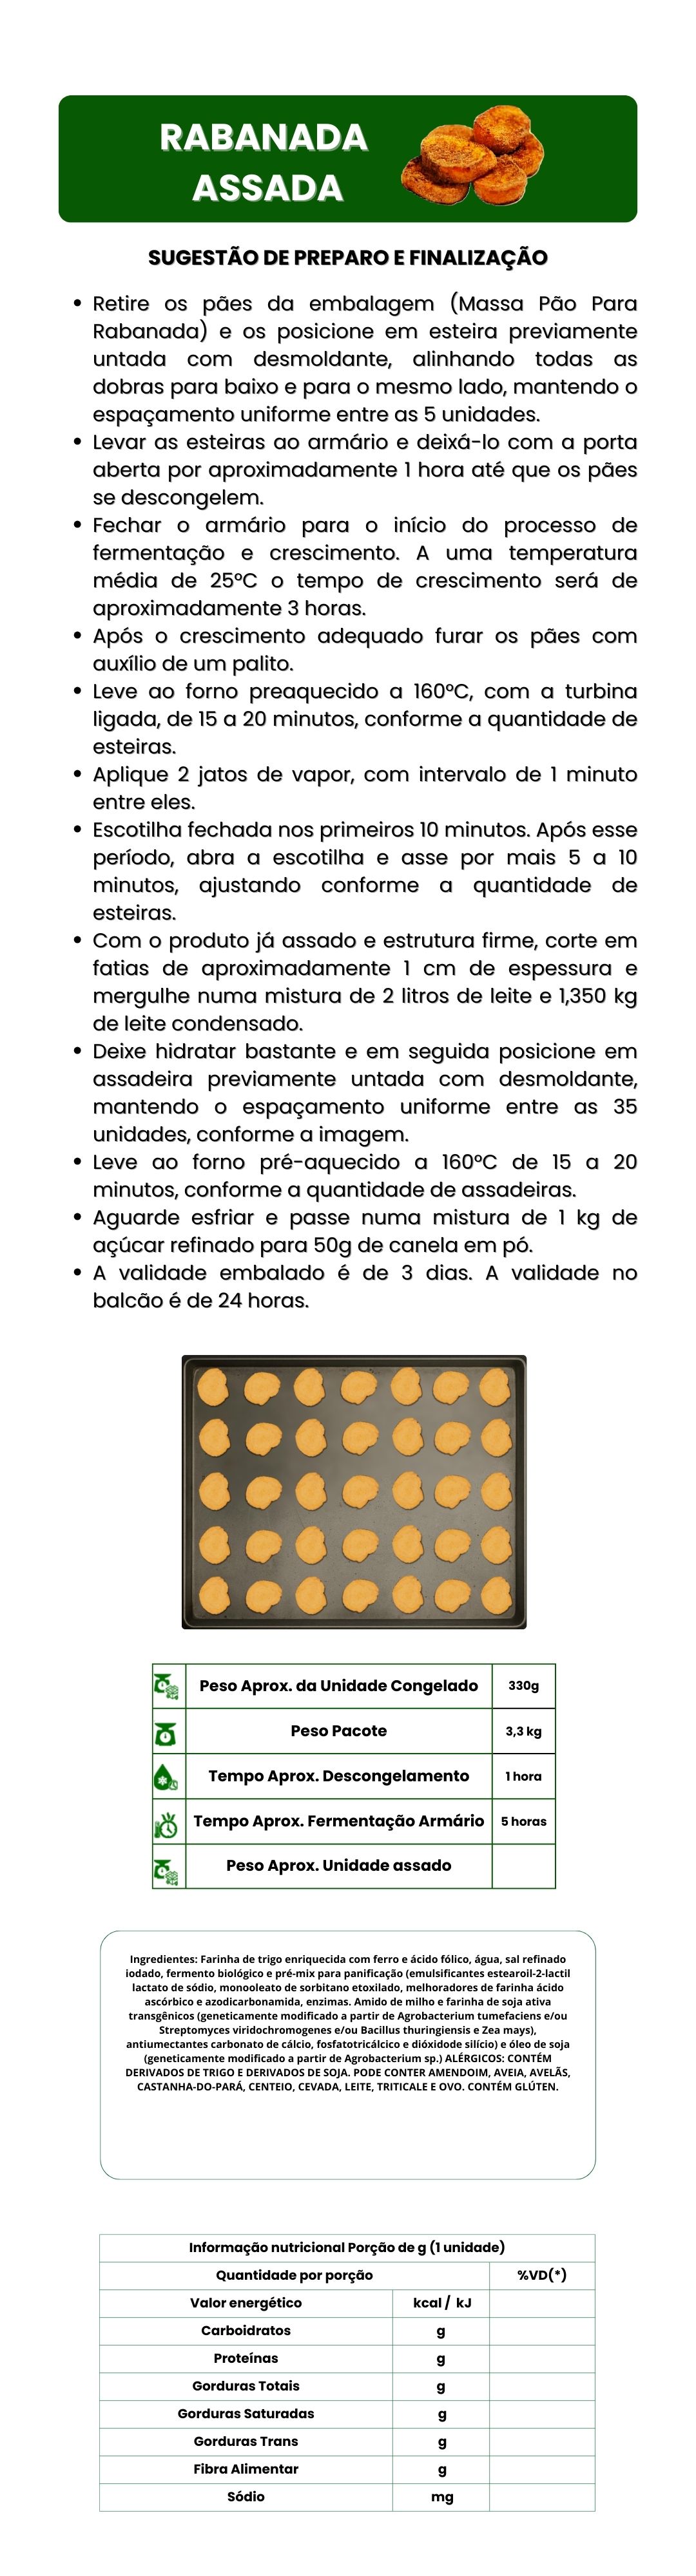 RABANADA
ASSADA
SUGESTÃO DE PREPARO E FINALIZAÇÃO
• Retire os pães da embalagem (Massa Pão Para
Rabanada) e os posicione em esteira previamente
untada com desmoldante, alinhando todas as
dobras para baixo e para o mesmo lado, mantendo o
espaçamento uniforme entre as 5 unidades.
• Levar as esteiras ao armário e deixá-lo com a porta
aberta por aproximadamente 1 hora até que os pães
se descongelem.
• Fechar o armário para o início do processo de
fermentação e crescimento. A uma temperatura
média de 25°C o tempo de crescimento será de
aproximadamente 3 horas.
• Após o crescimento adequado furar os pães com
auxílio de um palito.
• Leve ao forno preaquecido a 160°C, com a turbina
ligada, de 15 a 20 minutos, conforme a quantidade de
esteiras.
• Aplique 2 jatos de vapor, com intervalo de 1 minuto
entre eles.
• Escotilha fechada nos primeiros 10 minutos. Após esse
período, abra a escotilha e asse por mais 5 a 10
minutos, ajustando conforme a quantidade de
esteiras.
• Com o produto já assado e estrutura firme, corte em
fatias de aproximadamente 1 cm de espessura e
mergulhe numa mistura de 2 litros de leite e 1,350 kg
de leite condensado.
• Deixe hidratar bastante e em seguida posicione em
assadeira previamente untada com desmoldante,
mantendo o espaçamento uniforme entre as 35
unidades, conforme a imagem.
• Leve ao forno pré-aquecido a 160°C de 15 a 20
minutos, conforme a quantidade de assadeiras.
• Aguarde esfriar e passe numa mistura de 1 kg de
açúcar refinado para 50g de canela em pó.
• A validade embalado é de 3 dias. A validade no
balcão é de 24 horas.
Peso Aprox. da Unidade Congelado 330g
Peso Pacote 3,3 kg
Tempo Aprox. Descongelamento 1 hora
Tempo Aprox. Fermentação Armário 5 horas
Peso Aprox. Unidade assado
Ingredientes: Farinha de trigo enriquecida com ferro e ácido fólico, água, sal refinado
iodado, fermento biológico e pré-mix para panificação (emulsificantes estearoil-2-lactil
lactato de sódio, monooleato de sorbitano etoxilado, melhoradores de farinha ácido
ascórbico e azodicarbonamida, enzimas. Amido de milho e farinha de soja ativa
transgênicos (geneticamente modificado a partir de Agrobacterium tumefaciens e/ou
Streptomyces viridochromogenes e/ou Bacillus thuringiensis e Zea mays),
antiumectantes carbonato de cálcio, fosfatotricálcico e dióxidode silício) e óleo de soja
(geneticamente modificado a partir de Agrobacterium sp.) ALÉRGICOS: CONTÉM
DERIVADOS DE TRIGO E DERIVADOS DE SOJA. PODE CONTER AMENDOIM, AVEIA, AVELÃS,
CASTANHA-DO-PARÁ, CENTEIO, CEVADA, LEITE, TRITICALE E OVO. CONTÉM GLÚTEN.
Informação nutricional Porção de g (1 unidade)
Quantidade por porção %VD(*)
Valor energético kcal / kJ
Carboidratos g
Proteínas g
Gorduras Totais g
Gorduras Saturadas g
Gorduras Trans g
Fibra Alimentar g
Sódio mg